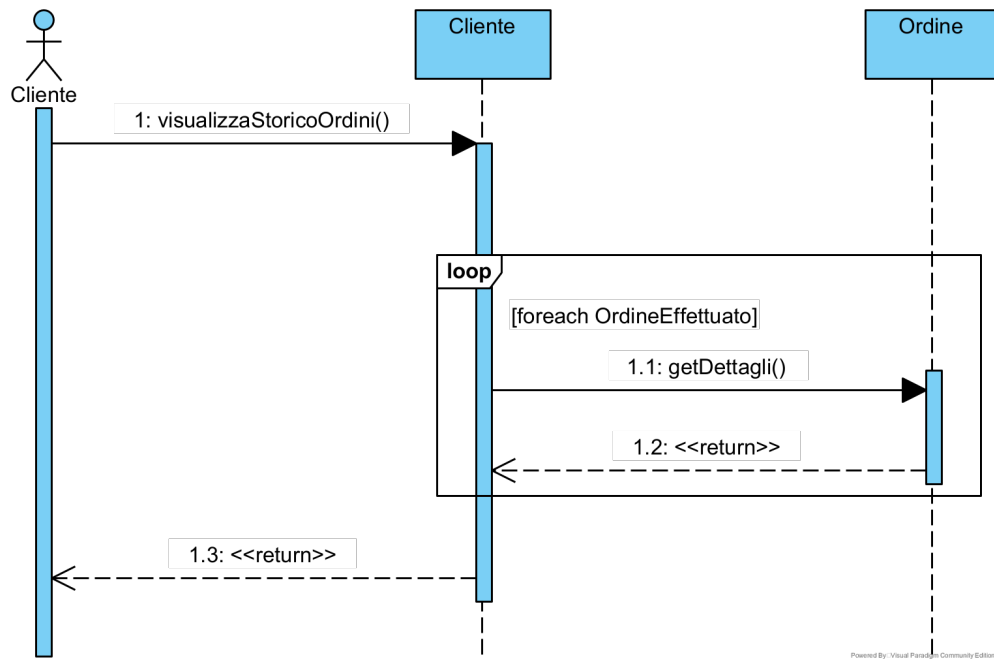 Cliente
Ordine
Cliente
1: visualizzaStoricoOrdini()
loop
[foreach OrdineEffettuato]
1.1: getDettagli()
1.2: <<return>>
1.3: <<return>>
Powered By: Visual Paradigm Community Edition